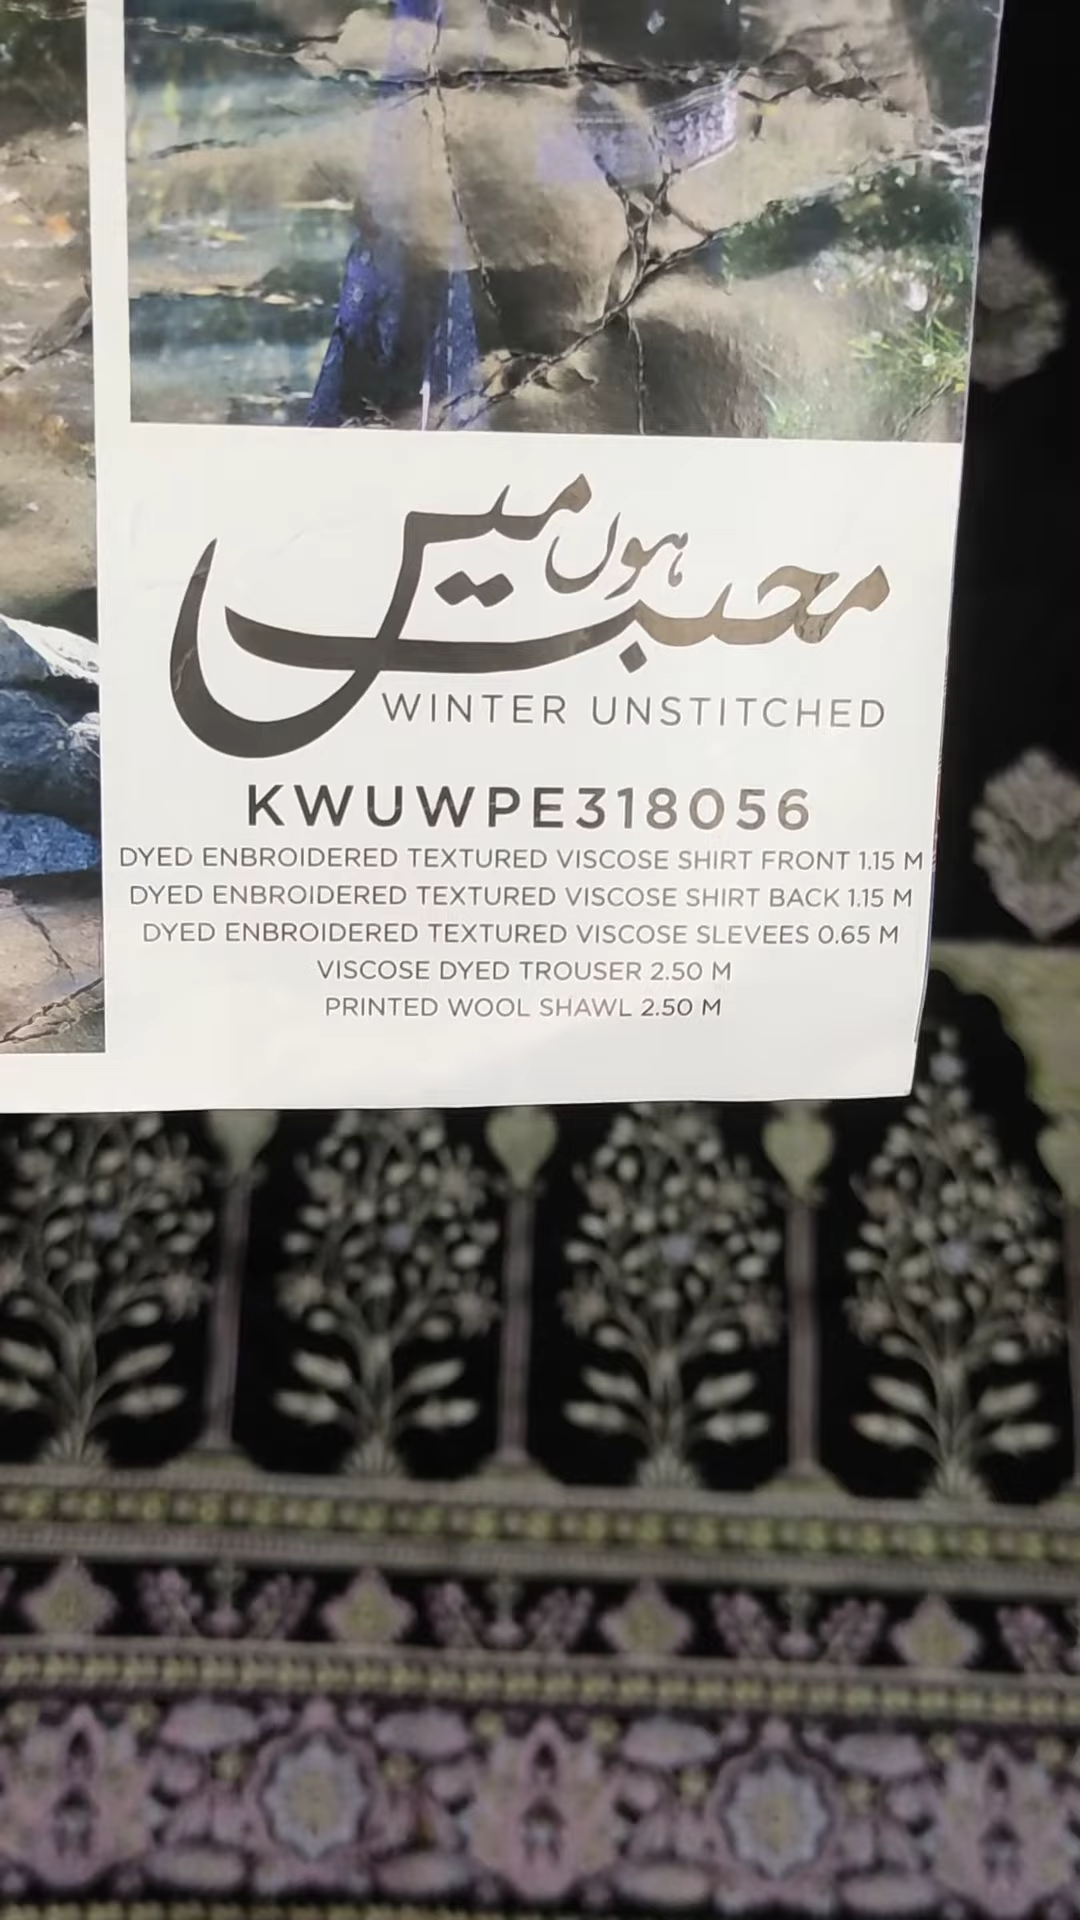 محبت ہوں میں
WINTER UNSTITCHED
KWUWPE318056
DYED ENBROIDERED TEXTURED VISCOSE SHIRT FRONT 1.15 M
DYED ENBROIDERED TEXTURED VISCOSE SHIRT BACK 1.15 M
DYED ENBROIDERED TEXTURED VISCOSE SLEVEES 0.65 M
VISCOSE DYED TROUSER 2.50 M
PRINTED WOOL SHAWL 2.50 M